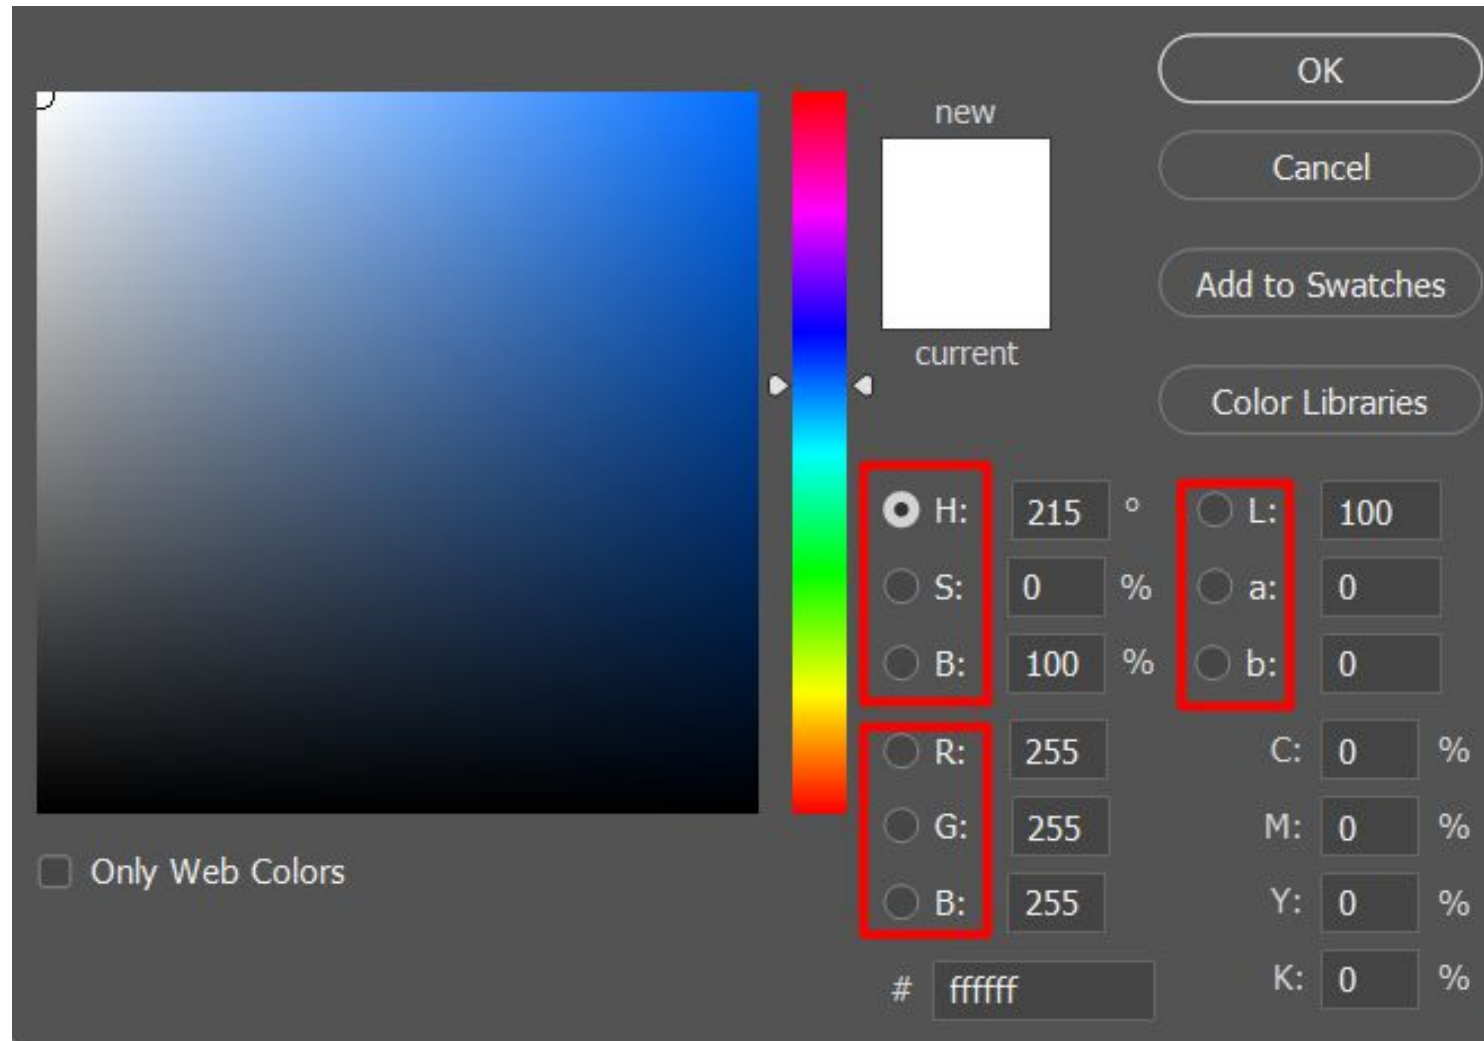 OK
new
Cancel
Add to Swatches
current
Color Libraries
H: 215 °
L: 100
S: 0 %
a: 0
B: 100 %
b: 0
R: 255
C: 0 %
G: 255
M: 0 %
Only Web Colors
B: 255
Y: 0 %
# ffffff
K: 0 %